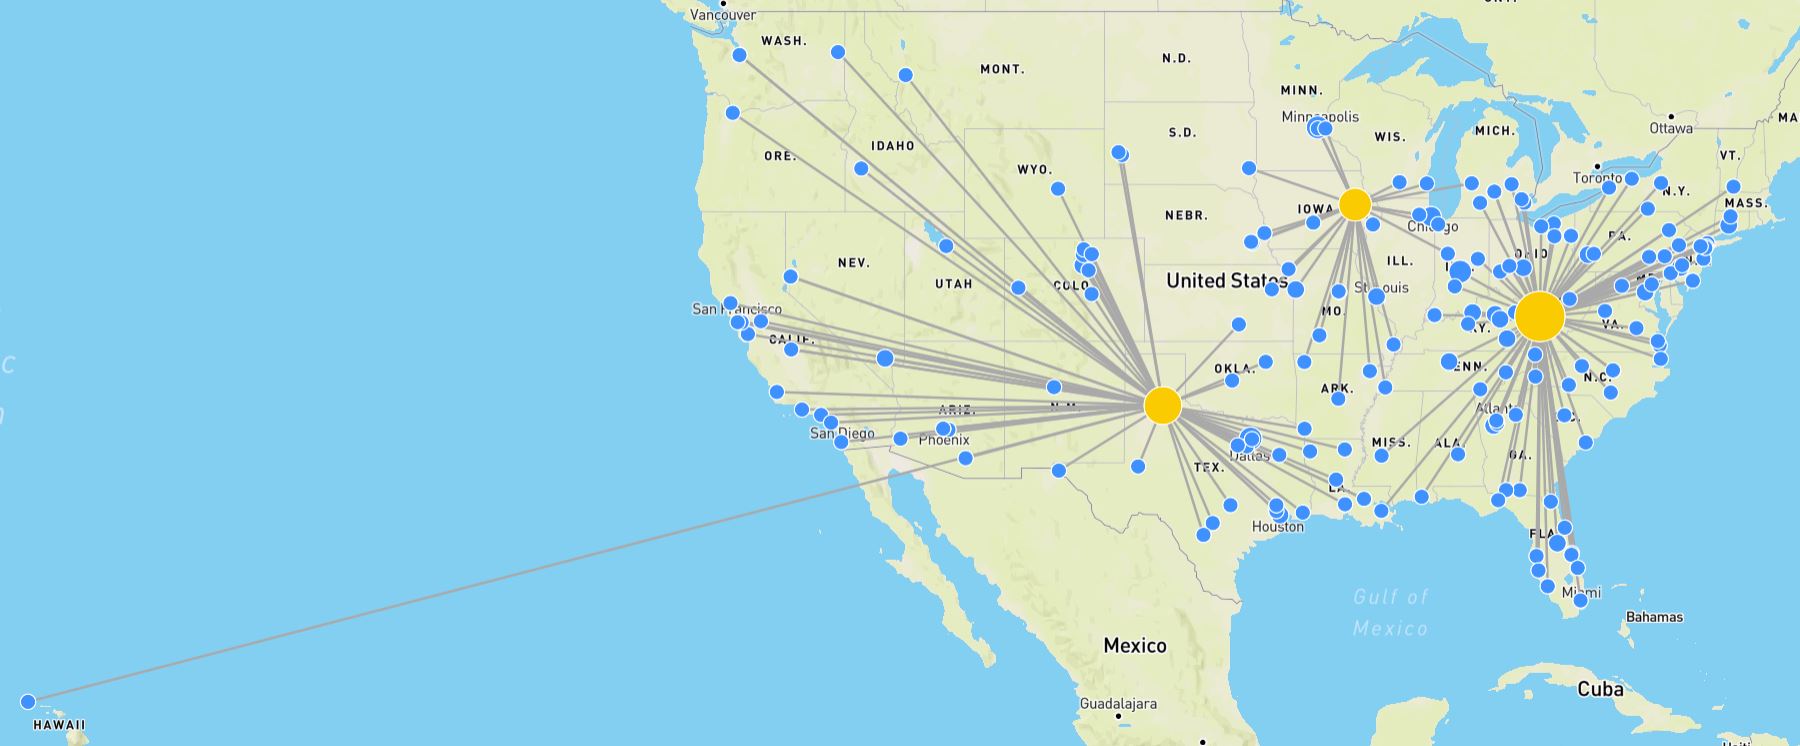 ONT.
Vancouver
WASH.
MONT.
N.D.
MINN.
Minneapolis
Ottawa
MA
S.D.
WIS.
MICH.
ORE.
IDAHO
WYO.
Toronto
VT.
N.Y.
MASS.
NEBR.
IOWA
Chicago
PA.
NEV.
UTAH
COLO.
United States
ILL.
OHIO
St. Louis
San Francisco
CALIF.
MO.
KY.
VA.
OKLA.
TENN.
N.C.
ARK.
ARIZ.
N.M.
Atlanta
San Diego
Phoenix
Dallas
MISS.
ALA.
GA.
TEX.
LA.
Houston
FLA.
Miami
Gulf of
Mexico
Bahamas
Mexico
Cuba
Guadalajara
HAWAII
Haiti